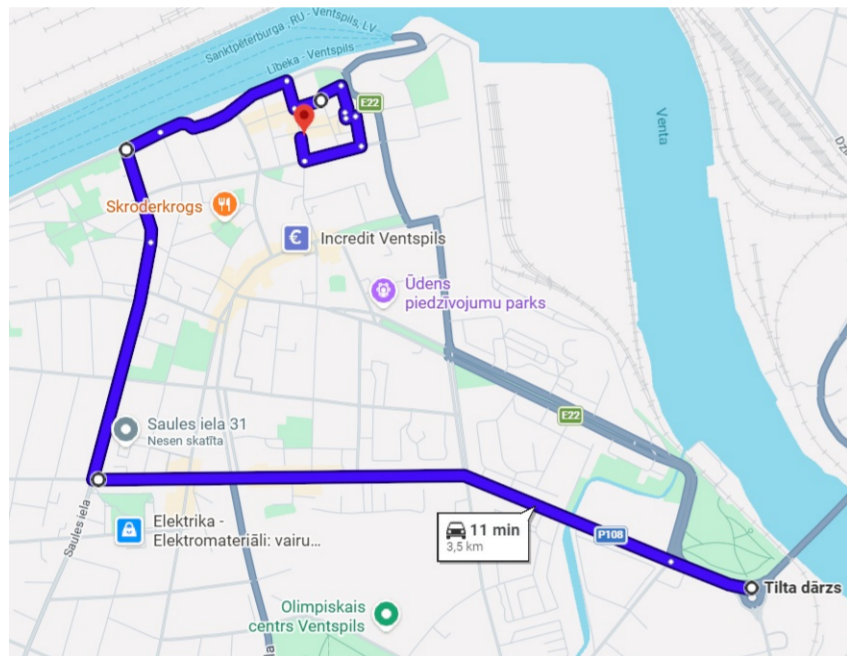 Sanktpēterburga - RU - Ventspils, LV
Lībeka - Ventspils
E22
Venta
Skroderkrogs
Incredit Ventspils
Ūdens
piedzīvojumu parks
E22
Saules iela 31
Nesen skatīta
Saules iela
Elektrika -
Elektromateriāli: vairu...
11 min
3,5 km
P108
Tilta dārzs
Olimpiskais
centrs Ventspils